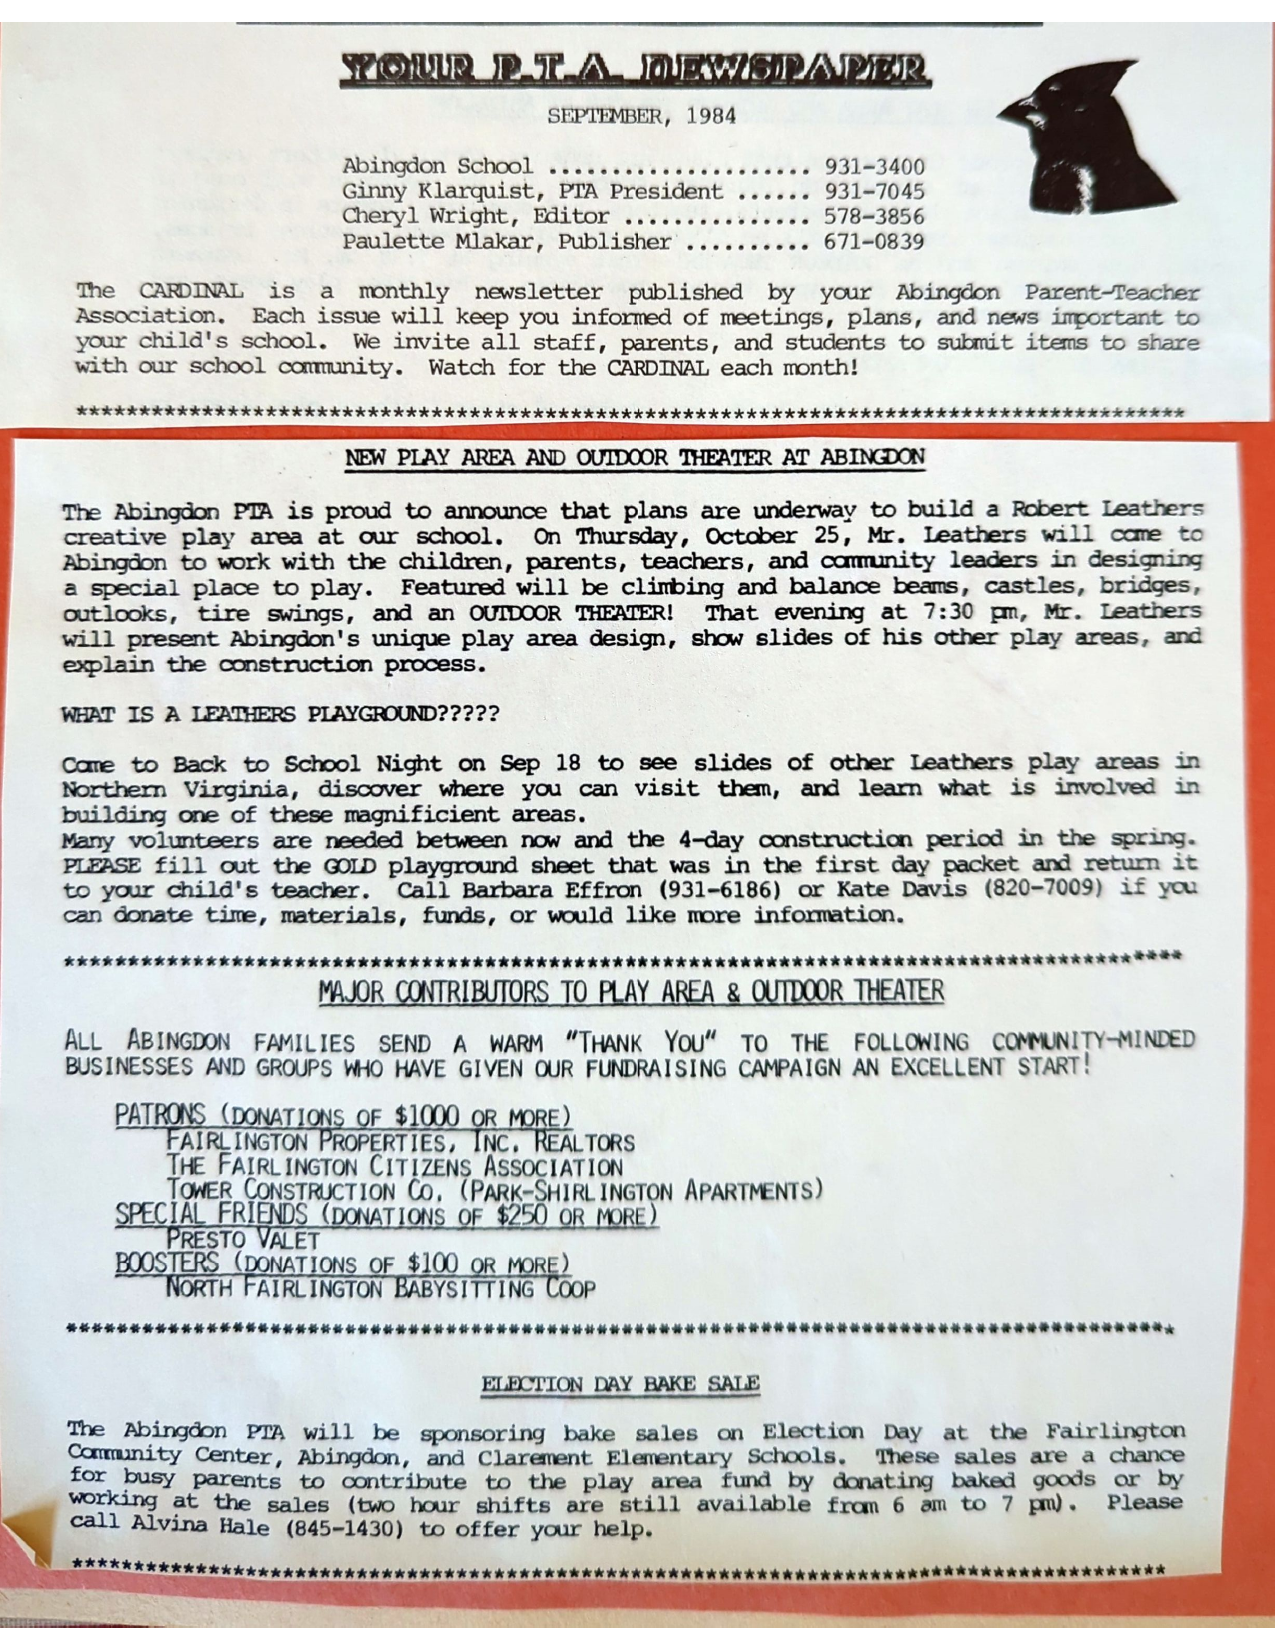 YOUR P.T.A. NEWSPAPER
SEPTEMBER, 1984
Abingdon School ..................... 931-3400
Ginny Klarquist, PTA President ...... 931-7045
Cheryl Wright, Editor ............... 578-3856
Paulette Mlakar, Publisher .......... 671-0839
The CARDINAL is a monthly newsletter published by your Abingdon Parent-Teacher
Association. Each issue will keep you informed of meetings, plans, and news important to
your child's school. We invite all staff, parents, and students to submit items to share
with our school community. Watch for the CARDINAL each month!
*****************************************************************************************
NEW PLAY AREA AND OUTDOOR THEATER AT ABINGDON
The Abingdon PTA is proud to announce that plans are underway to build a Robert Leathers
creative play area at our school. On Thursday, October 25, Mr. Leathers will come to
Abingdon to work with the children, parents, teachers, and community leaders in designing
a special place to play. Featured will be climbing and balance beams, castles, bridges,
outlooks, tire swings, and an OUTDOOR THEATER! That evening at 7:30 pm, Mr. Leathers
will present Abingdon's unique play area design, show slides of his other play areas, and
explain the construction process.
WHAT IS A LEATHERS PLAYGROUND?????
Come to Back to School Night on Sep 18 to see slides of other Leathers play areas in
Northern Virginia, discover where you can visit them, and learn what is involved in
building one of these magnificient areas.
Many volunteers are needed between now and the 4-day construction period in the spring.
PLEASE fill out the GOLD playground sheet that was in the first day packet and return it
to your child's teacher. Call Barbara Effron (931-6186) or Kate Davis (820-7009) if you
can donate time, materials, funds, or would like more information.
*****************************************************************************************
MAJOR CONTRIBUTORS TO PLAY AREA & OUTDOOR THEATER
ALL ABINGDON FAMILIES SEND A WARM "THANK YOU" TO THE FOLLOWING COMMUNITY-MINDED
BUSINESSES AND GROUPS WHO HAVE GIVEN OUR FUNDRAISING CAMPAIGN AN EXCELLENT START!
PATRONS (DONATIONS OF $1000 OR MORE)
FAIRLINGTON PROPERTIES, INC. REALTORS
THE FAIRLINGTON CITIZENS ASSOCIATION
TOWER CONSTRUCTION CO. (PARK-SHIRLINGTON APARTMENTS)
SPECIAL FRIENDS (DONATIONS OF $250 OR MORE)
PRESTO VALET
BOOSTERS (DONATIONS OF $100 OR MORE)
NORTH FAIRLINGTON BABYSITTING COOP
*****************************************************************************************
ELECTION DAY BAKE SALE
The Abingdon PTA will be sponsoring bake sales on Election Day at the Fairlington
Community Center, Abingdon, and Claremont Elementary Schools. These sales are a chance
for busy parents to contribute to the play area fund by donating baked goods or by
working at the sales (two hour shifts are still available from 6 am to 7 pm). Please
call Alvina Hale (845-1430) to offer your help.
*****************************************************************************************